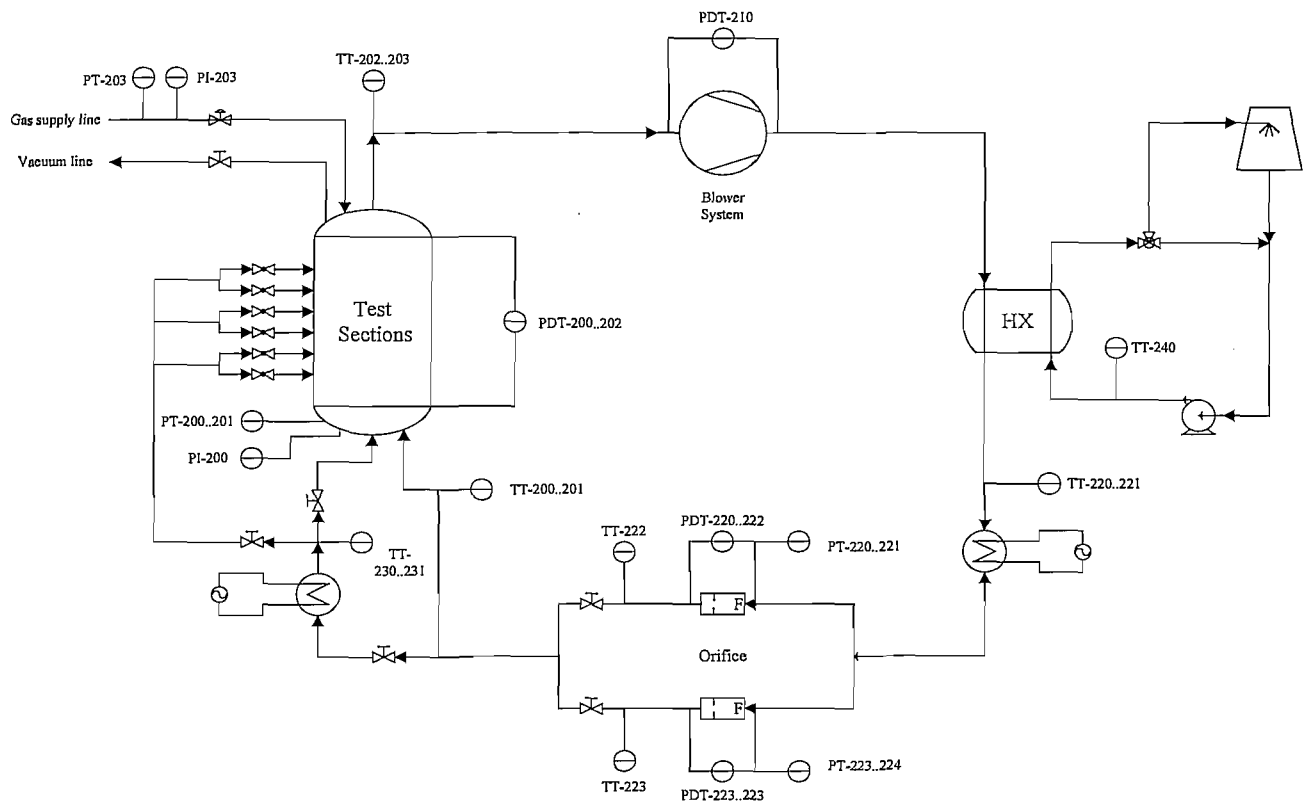 PDT-210
TT-202..203
PT-203
PI-203
Gas supply line
Vacuum line
Blower
System
Test
Sections
PDT-200..202
HX
TT-240
PT-200..201
PI-200
TT-200..201
TT-220..221
TT-222
PDT-220..222
PT-220..221
TT-
230..231
F
Orifice
F
TT-223
PDT-223..223
PT-223..224